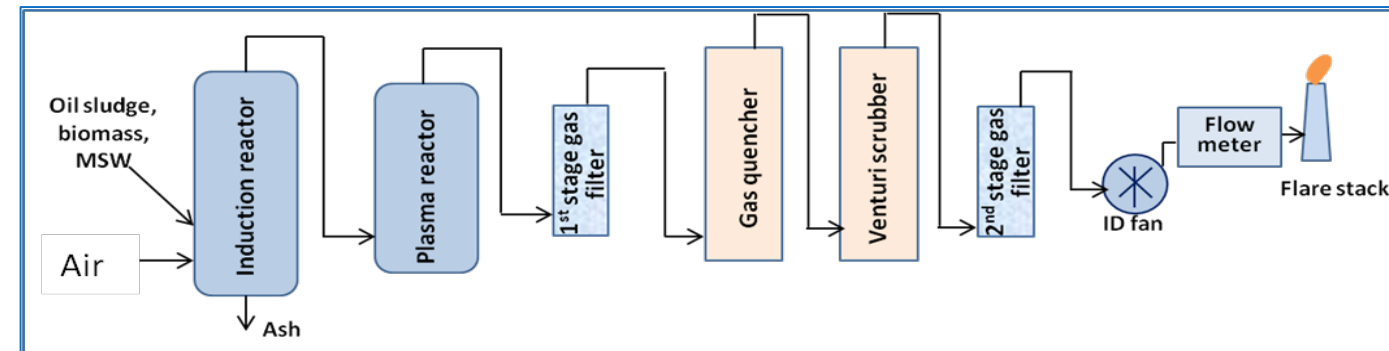 Oil sludge,
biomass,
MSW
Air
Induction reactor
Ash
Plasma reactor
1st stage gas
filter
Gas quencher
Venturi scrubber
2nd stage gas
filter
ID fan
Flow
meter
Flare stack